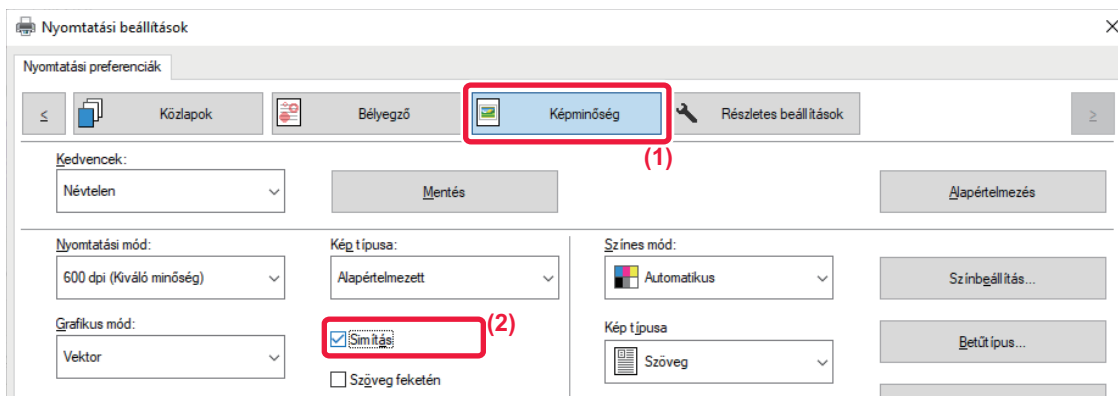 Nyomtatási beállítások
Nyomtatási preferenciák
< Közlapok Bélyegző Képminőség Részletes beállítások >
(1)
Kedvencek:
Névtelen Mentés Alapértelmezés
Nyomtatási mód: Kép típusa: Színes mód:
600 dpi (Kiváló minőség) Alapértelmezett Automatikus Színbeállítás...
Grafikus mód: Simítás (2) Kép típusa
Vektor Szöveg Betűtípus...
Szöveg feketén